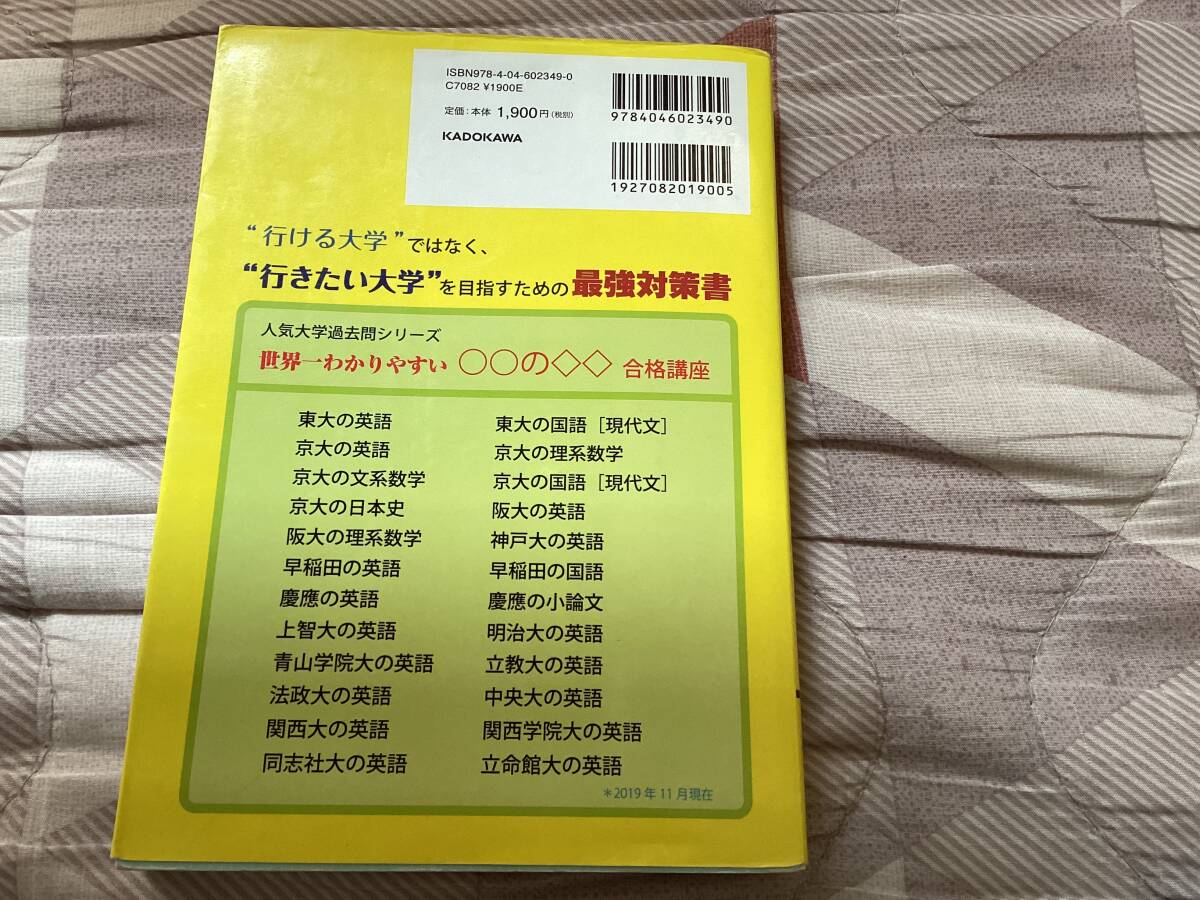 ISBN978-4-04-602349-0
C7082 ¥1900E
定価：本体 1,900円（税別）
KADOKAWA
9784046023490
1927082019005
“行ける大学”ではなく、
“行きたい大学”を目指すための最強対策書
人気大学過去問シリーズ
世界一わかりやすい ○○の◇◇ 合格講座
東大の英語 東大の国語［現代文］
京大の英語 京大の理系数学
京大の文系数学 京大の国語［現代文］
京大の日本史 阪大の英語
阪大の理系数学 神戸大の英語
早稲田の英語 早稲田の国語
慶應の英語 慶應の小論文
上智大の英語 明治大の英語
青山学院大の英語 立教大の英語
法政大の英語 中央大の英語
関西大の英語 関西学院大の英語
同志社大の英語 立命館大の英語
＊2019年11月現在